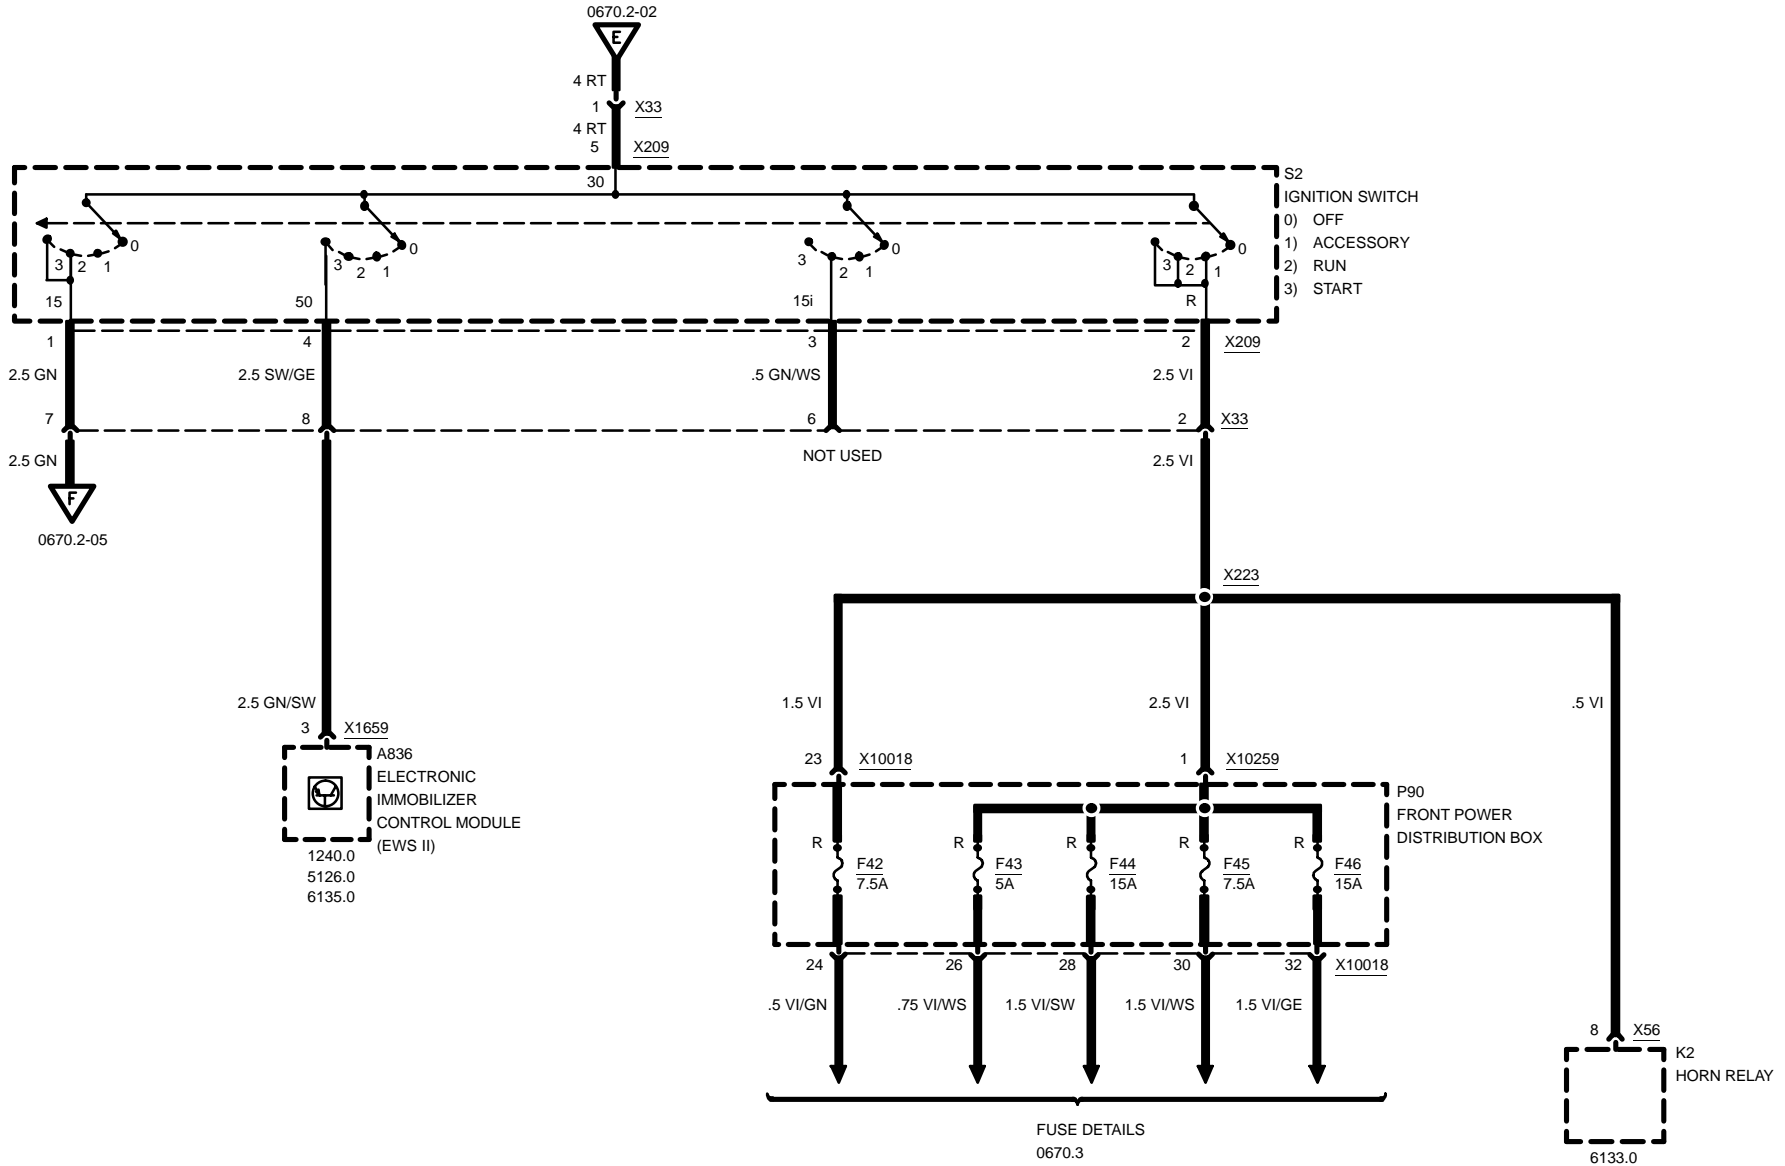 0670.2-02
E
4 RT
1 X33
4 RT
5 X209
30
S2
IGNITION SWITCH
0) OFF
1) ACCESSORY
2) RUN
3) START
3 2 1 0
3 2 1 0
3 2 1 0
3 2 1 0
15 50 15i R
1 4 3 2 X209
2.5 GN 2.5 SW/GE .5 GN/WS 2.5 VI
7 8 6 2 X33
NOT USED
2.5 GN 2.5 VI
F
0670.2-05
X223
2.5 GN/SW 1.5 VI 2.5 VI .5 VI
3 X1659
A836
ELECTRONIC
IMMOBILIZER
CONTROL MODULE
(EWS II)
1240.0
5126.0
6135.0
23 X10018 1 X10259
P90
FRONT POWER
DISTRIBUTION BOX
R R R R R
F42 F43 F44 F45 F46
7.5A 5A 15A 7.5A 15A
24 26 28 30 32 X10018
.5 VI/GN .75 VI/WS 1.5 VI/SW 1.5 VI/WS 1.5 VI/GE
FUSE DETAILS
0670.3
8 X56
K2
HORN RELAY
6133.0